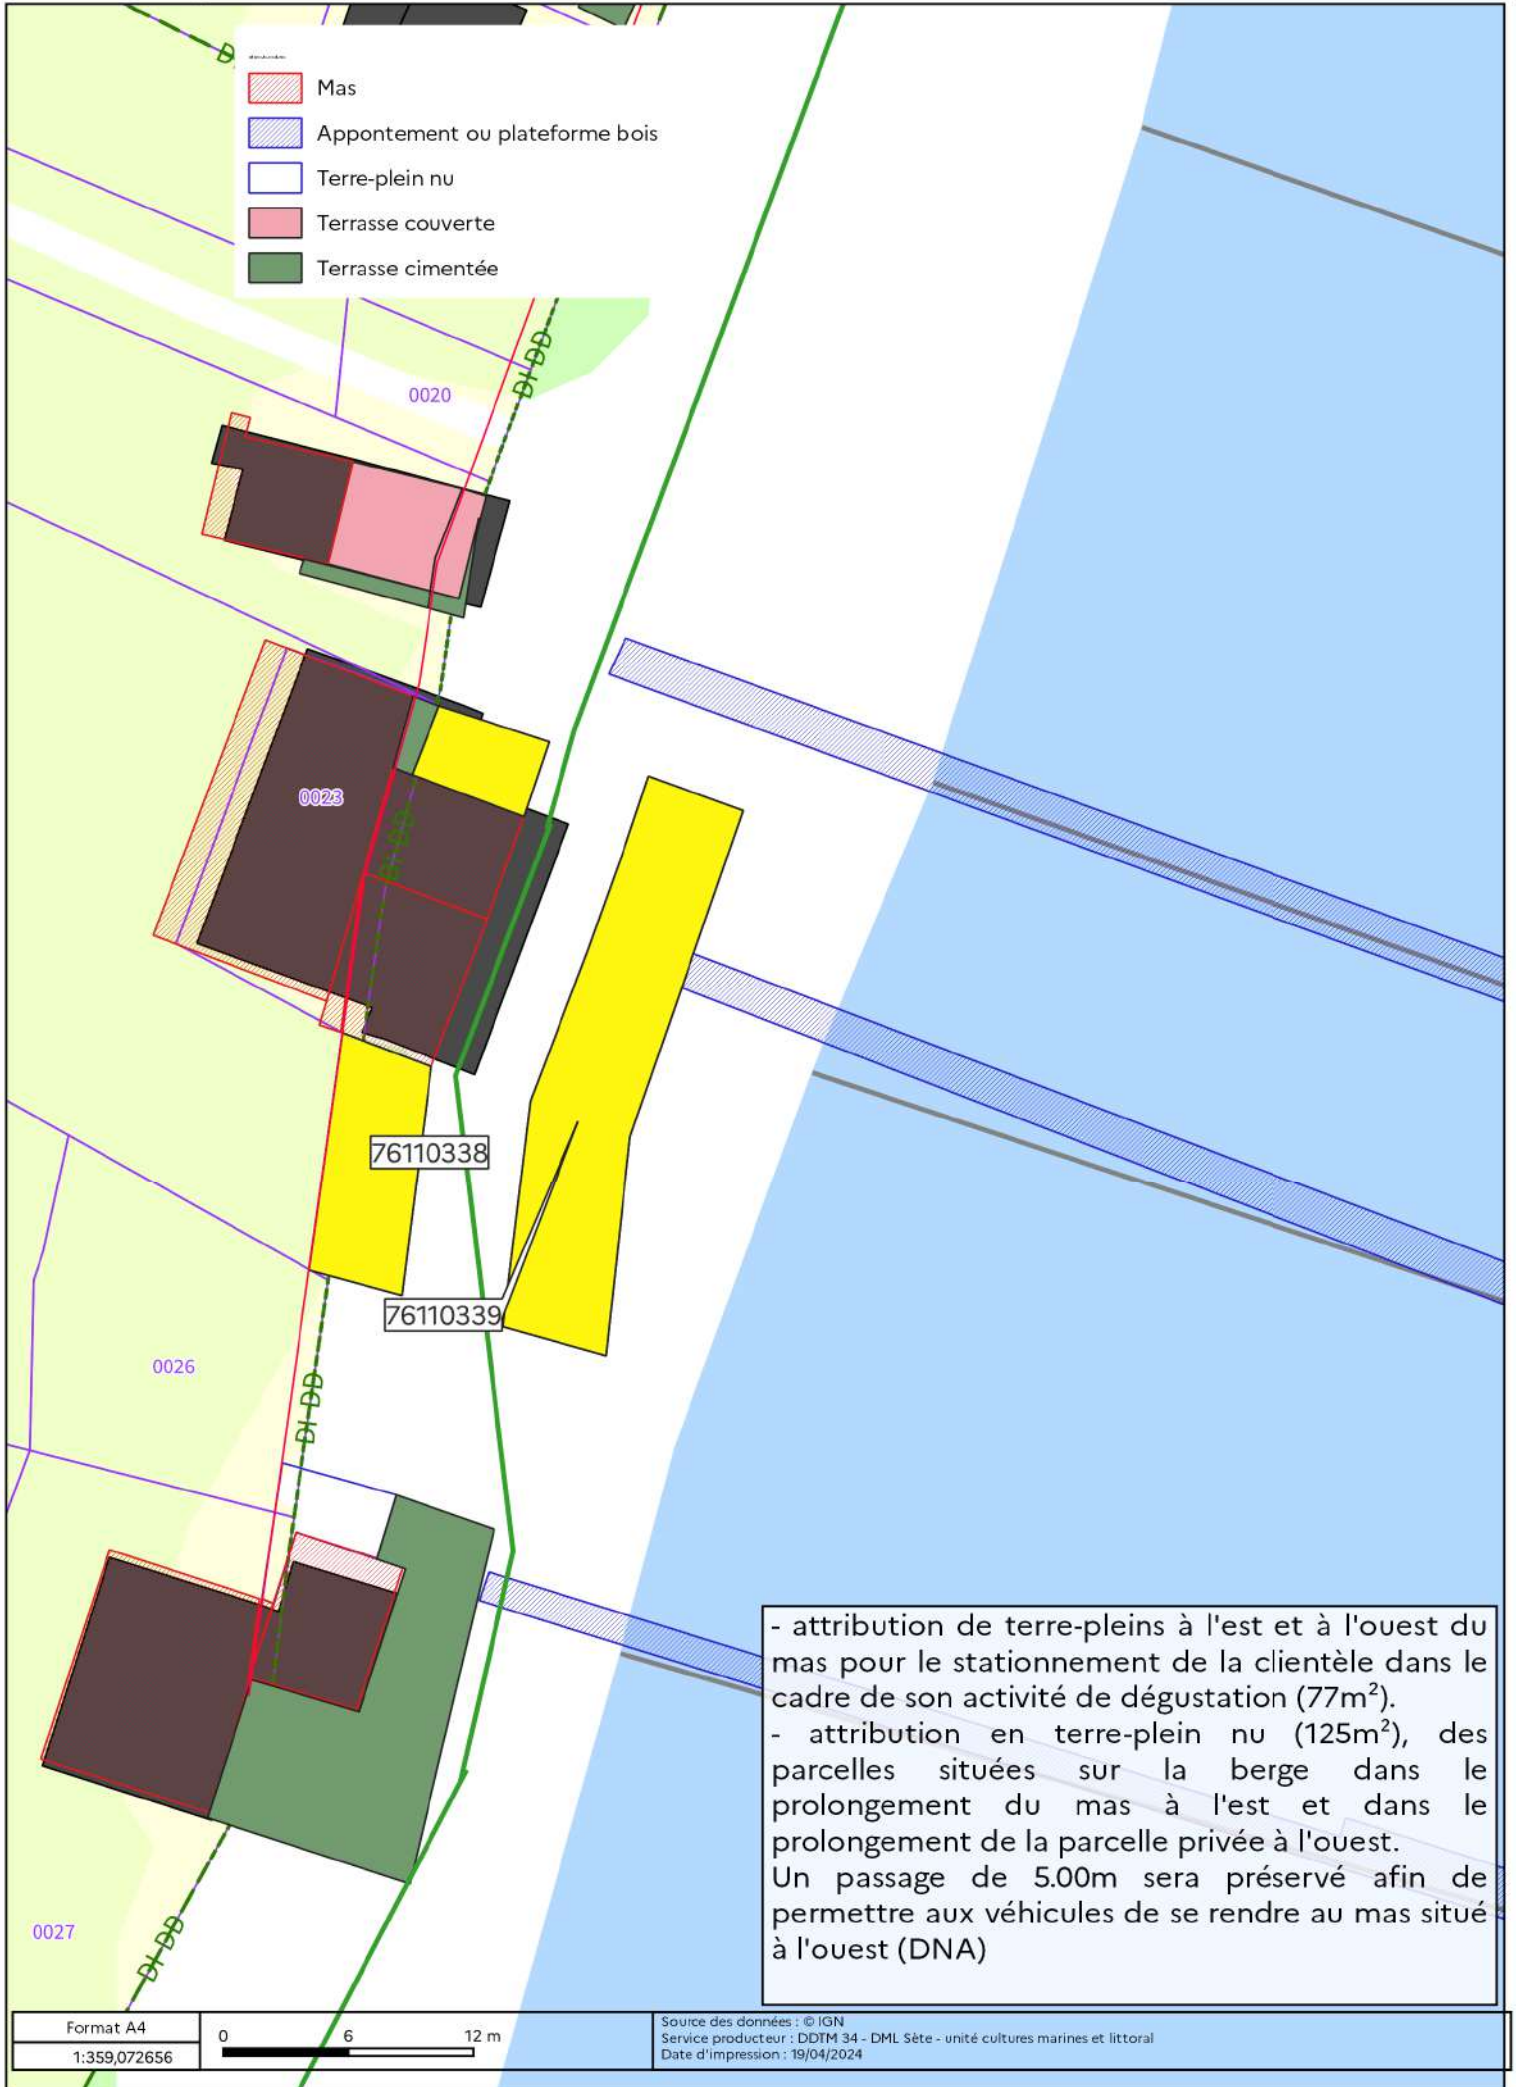 Mas
Appontement ou plateforme bois
Terre-plein nu
Terrasse couverte
Terrasse cimentée
DI-DD
0020
0023
DI-DD
76110338
76110339
0026
DI-DD
- attribution de terre-pleins à l'est et à l'ouest du
mas pour le stationnement de la clientèle dans le
cadre de son activité de dégustation (77m²).
- attribution en terre-plein nu (125m²), des
parcelles situées sur la berge dans le
prolongement du mas à l'est et dans le
prolongement de la parcelle privée à l'ouest.
Un passage de 5.00m sera préservé afin de
permettre aux véhicules de se rendre au mas situé
à l'ouest (DNA)
0027
DI-DD
Format A4
1:359,072656
0 6 12 m
Source des données : © IGN
Service producteur : DDTM 34 - DML Sète - unité cultures marines et littoral
Date d'impression : 19/04/2024